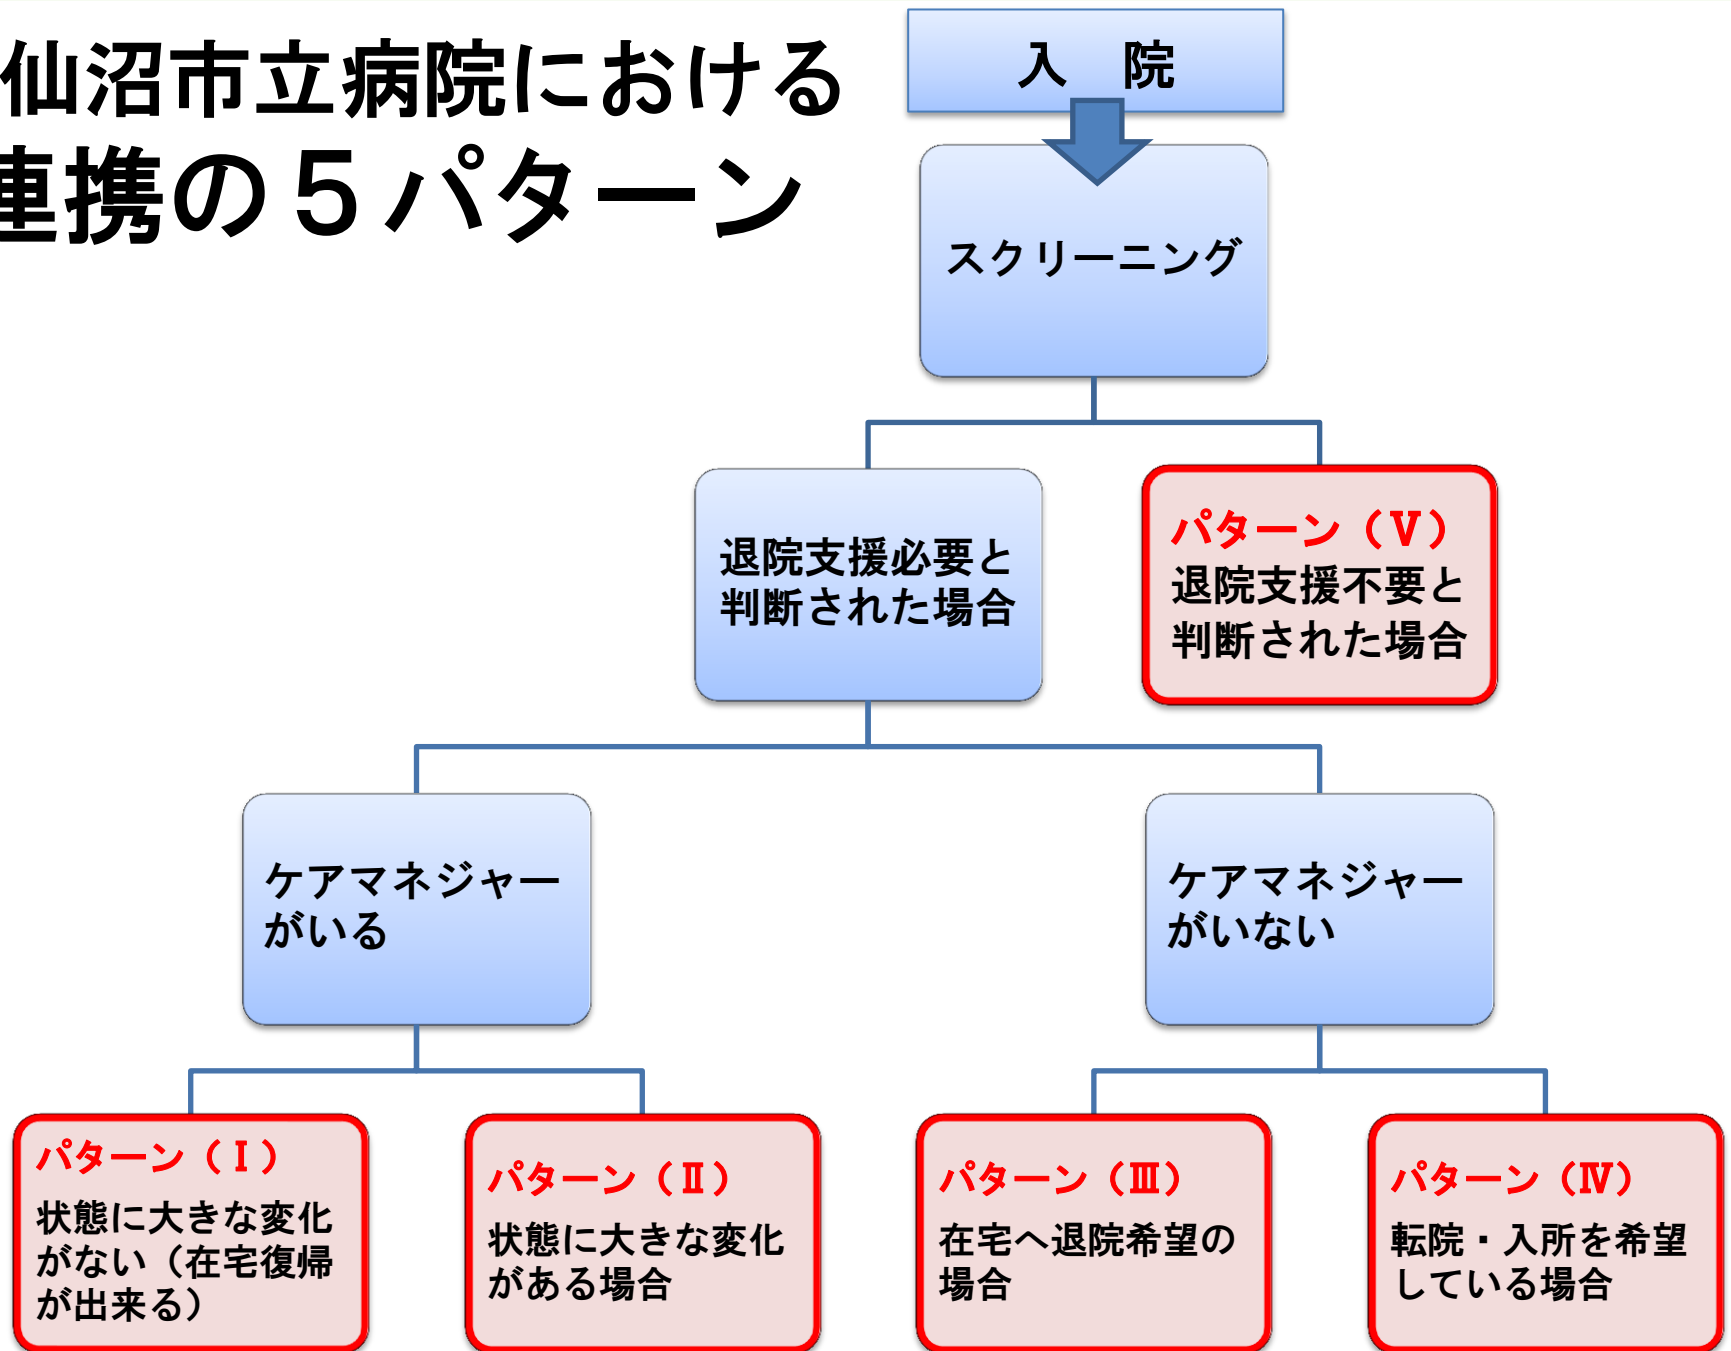 仙沼市立病院における
連携の５パターン
入　院
スクリーニング
退院支援必要と
判断された場合
パターン（Ⅴ）
退院支援不要と
判断された場合
ケアマネジャー
がいる
ケアマネジャー
がいない
パターン（Ⅰ）
状態に大きな変化
がない（在宅復帰
が出来る）
パターン（Ⅱ）
状態に大きな変化
がある場合
パターン（Ⅲ）
在宅へ退院希望の
場合
パターン（Ⅳ）
転院・入所を希望
している場合